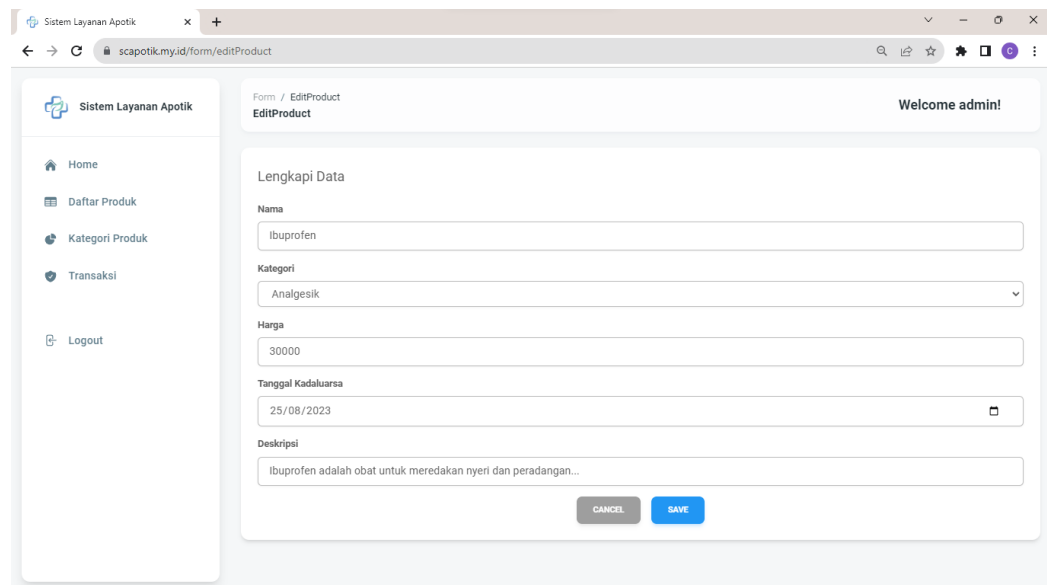 Sistem Layanan Apotik
scapotik.my.id/form/editProduct
C
Sistem Layanan Apotik
Form / EditProduct
EditProduct
Welcome admin!
Home
Daftar Produk
Kategori Produk
Transaksi
Logout
Lengkapi Data
Nama
Ibuprofen
Kategori
Analgesik
Harga
30000
Tanggal Kadaluarsa
25/08/2023
Deskripsi
Ibuprofen adalah obat untuk meredakan nyeri dan peradangan...
CANCEL SAVE